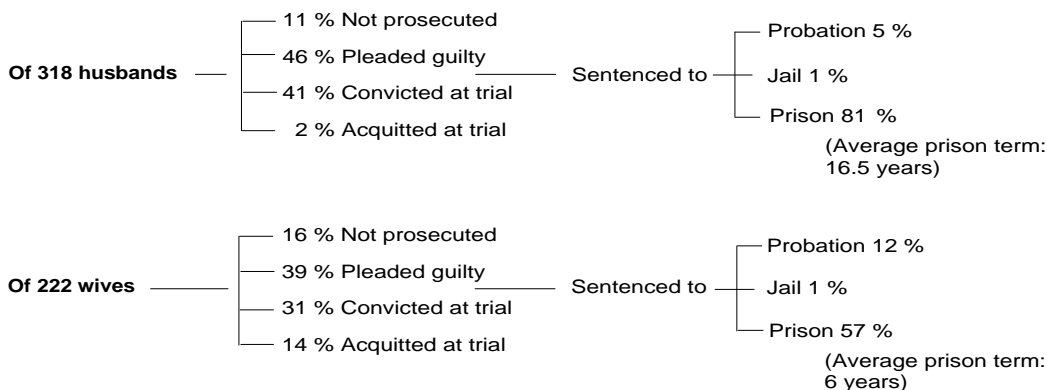 11 % Not prosecuted
46 % Pleaded guilty
Of 318 husbands
41 % Convicted at trial
2 % Acquitted at trial
Sentenced to
Probation 5 %
Jail 1 %
Prison 81 %
(Average prison term:
16.5 years)
16 % Not prosecuted
39 % Pleaded guilty
Of 222 wives
31 % Convicted at trial
14 % Acquitted at trial
Sentenced to
Probation 12 %
Jail 1 %
Prison 57 %
(Average prison term:
6 years)